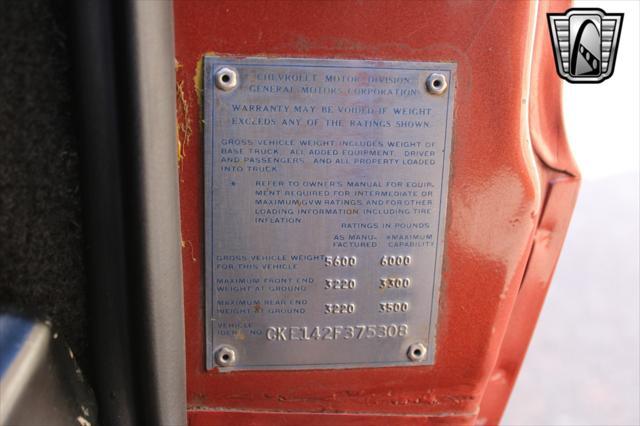 CHEVROLET MOTOR DIVISION
GENERAL MOTORS CORPORATION
WARRANTY MAY BE VOIDED IF WEIGHT
EXCEEDS ANY OF THE RATINGS SHOWN.
GROSS VEHICLE WEIGHT INCLUDES WEIGHT OF
BASE TRUCK, ALL ADDED EQUIPMENT, DRIVER
AND PASSENGERS, AND ALL PROPERTY LOADED
INTO TRUCK.
* REFER TO OWNER'S MANUAL FOR EQUIP-
MENT REQUIRED FOR INTERMEDIATE OR
MAXIMUM GVW RATINGS, AND FOR OTHER
LOADING INFORMATION INCLUDING TIRE
INFLATION.
RATINGS IN POUNDS
AS MANU- *MAXIMUM
FACTURED CAPABILITY
GROSS VEHICLE WEIGHT
FOR THIS VEHICLE 5600 6000
MAXIMUM FRONT END
WEIGHT AT GROUND 3220 3300
MAXIMUM REAR END
WEIGHT AT GROUND 3220 3500
VEHICLE
IDENT. NO. CKE142F375308